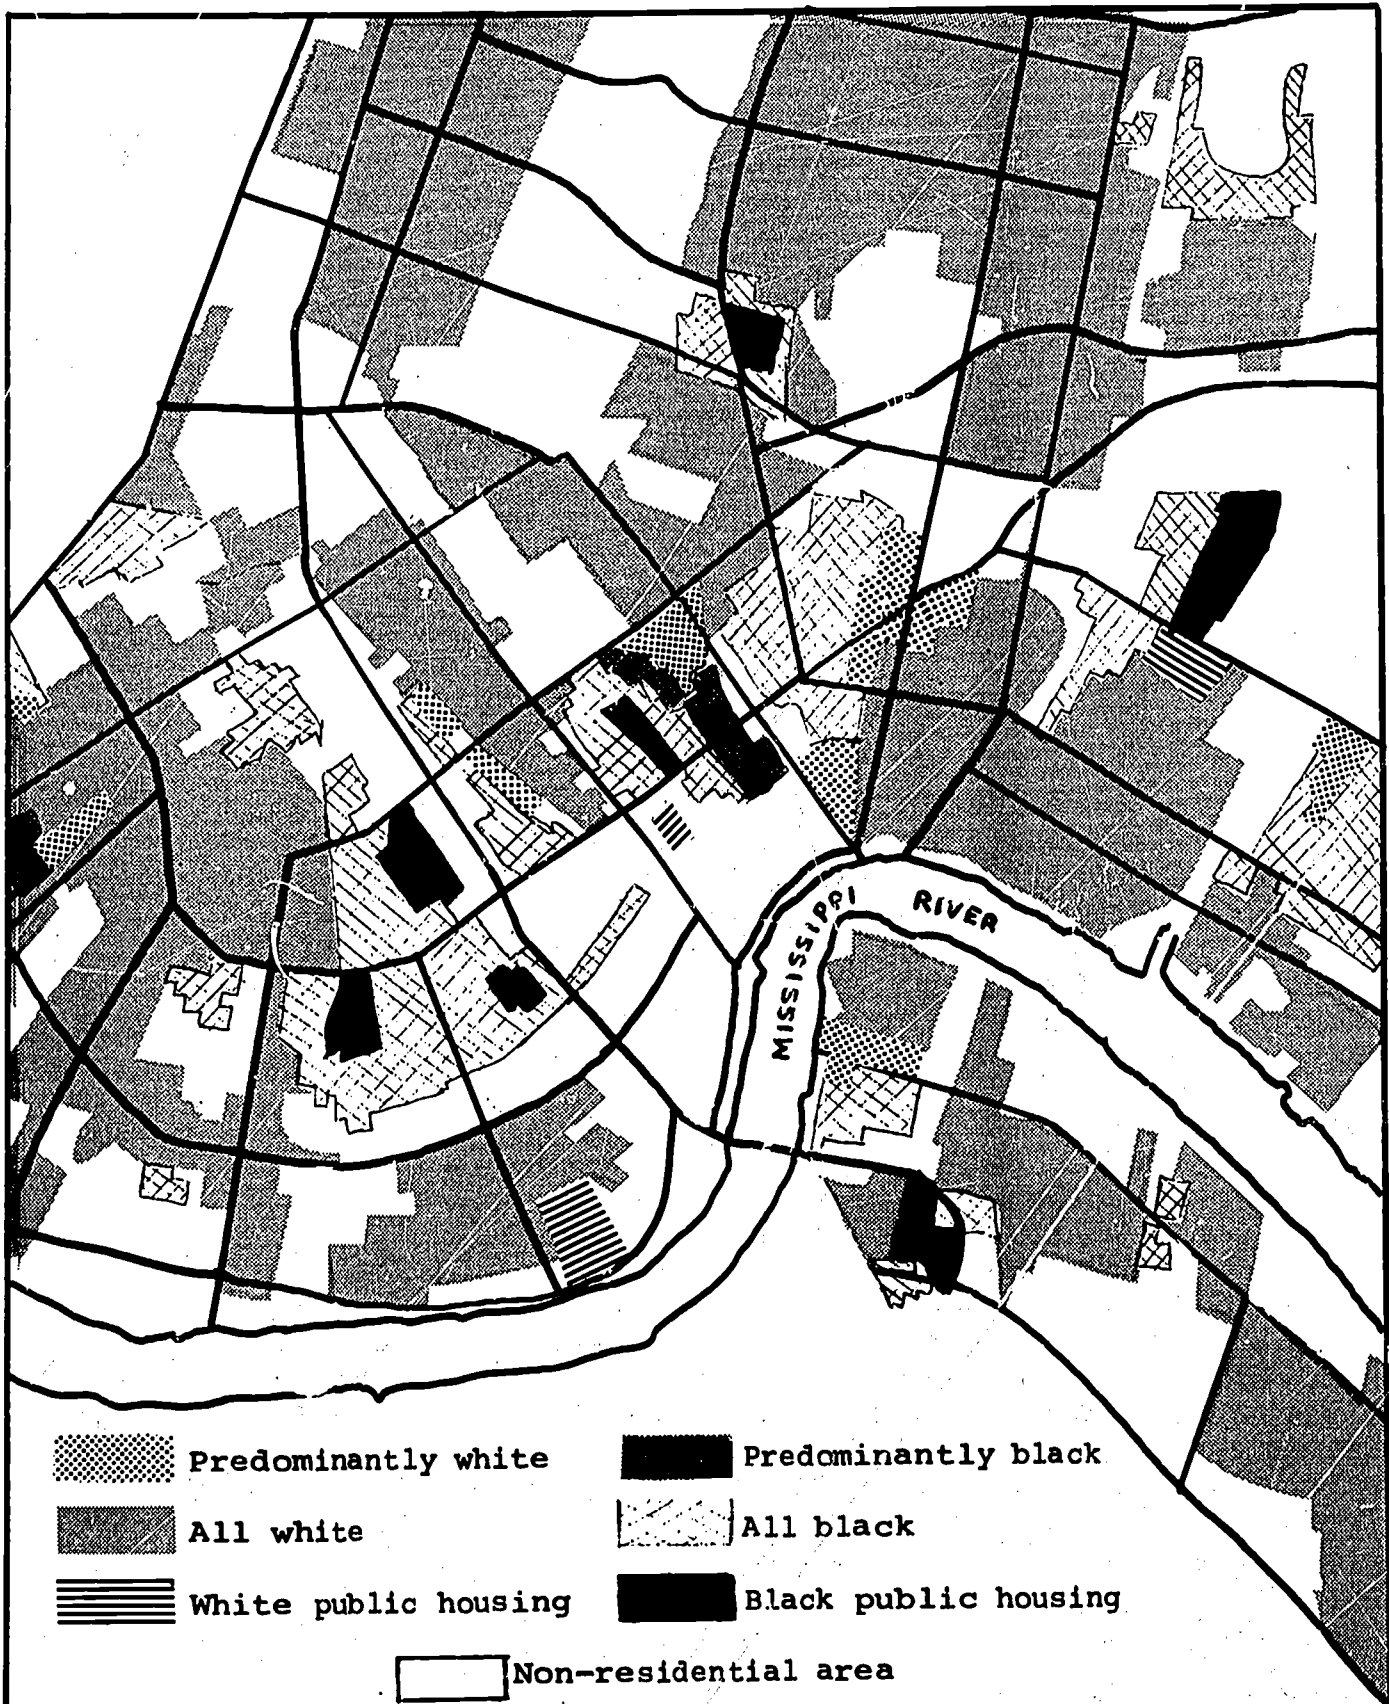 MISSISSIPPI RIVER
Predominantly white
Predominantly black
All white
All black
White public housing
Black public housing
Non-residential area